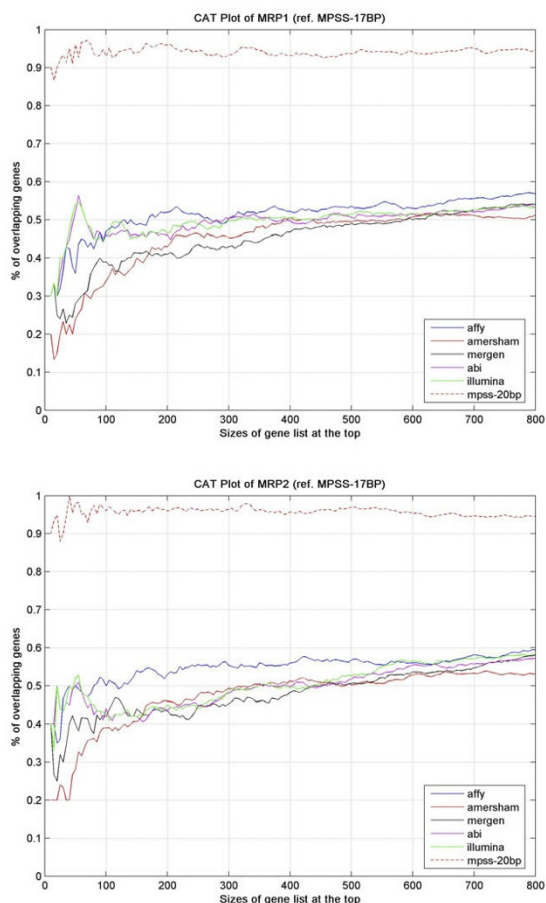 CAT Plot of MRP1 (ref. MPSS-17BP)
1
0.9
0.8
0.7
0.6
0.5
0.4
0.3
0.2
0.1
0
% of overlapping genes
0 100 200 300 400 500 600 700 800
Sizes of gene list at the top
affy
amersham
mergen
abi
illumina
mpss-20bp
CAT Plot of MRP2 (ref. MPSS-17BP)
1
0.9
0.8
0.7
0.6
0.5
0.4
0.3
0.2
0.1
0
% of overlapping genes
0 100 200 300 400 500 600 700 800
Sizes of gene list at the top
affy
amersham
mergen
abi
illumina
mpss-20bp